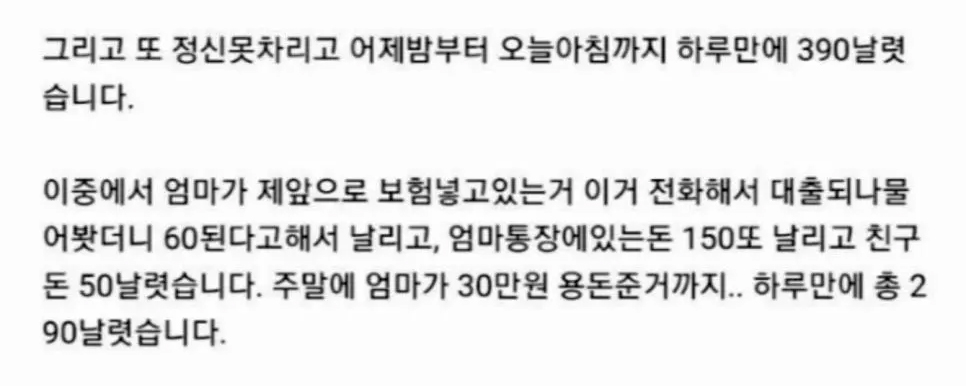 그리고 또 정신못차리고 어제밤부터 오늘아침까지 하루만에 390날렷
습니다.
이중에서 엄마가 제앞으로 보험넣고있는거 이거 전화해서 대출되나물
어봣더니 60된다고해서 날리고, 엄마통장에있는돈 150또 날리고 친구
돈 50날렷습니다. 주말에 엄마가 30만원 용돈준거까지.. 하루만에 총 2
90날렷습니다.